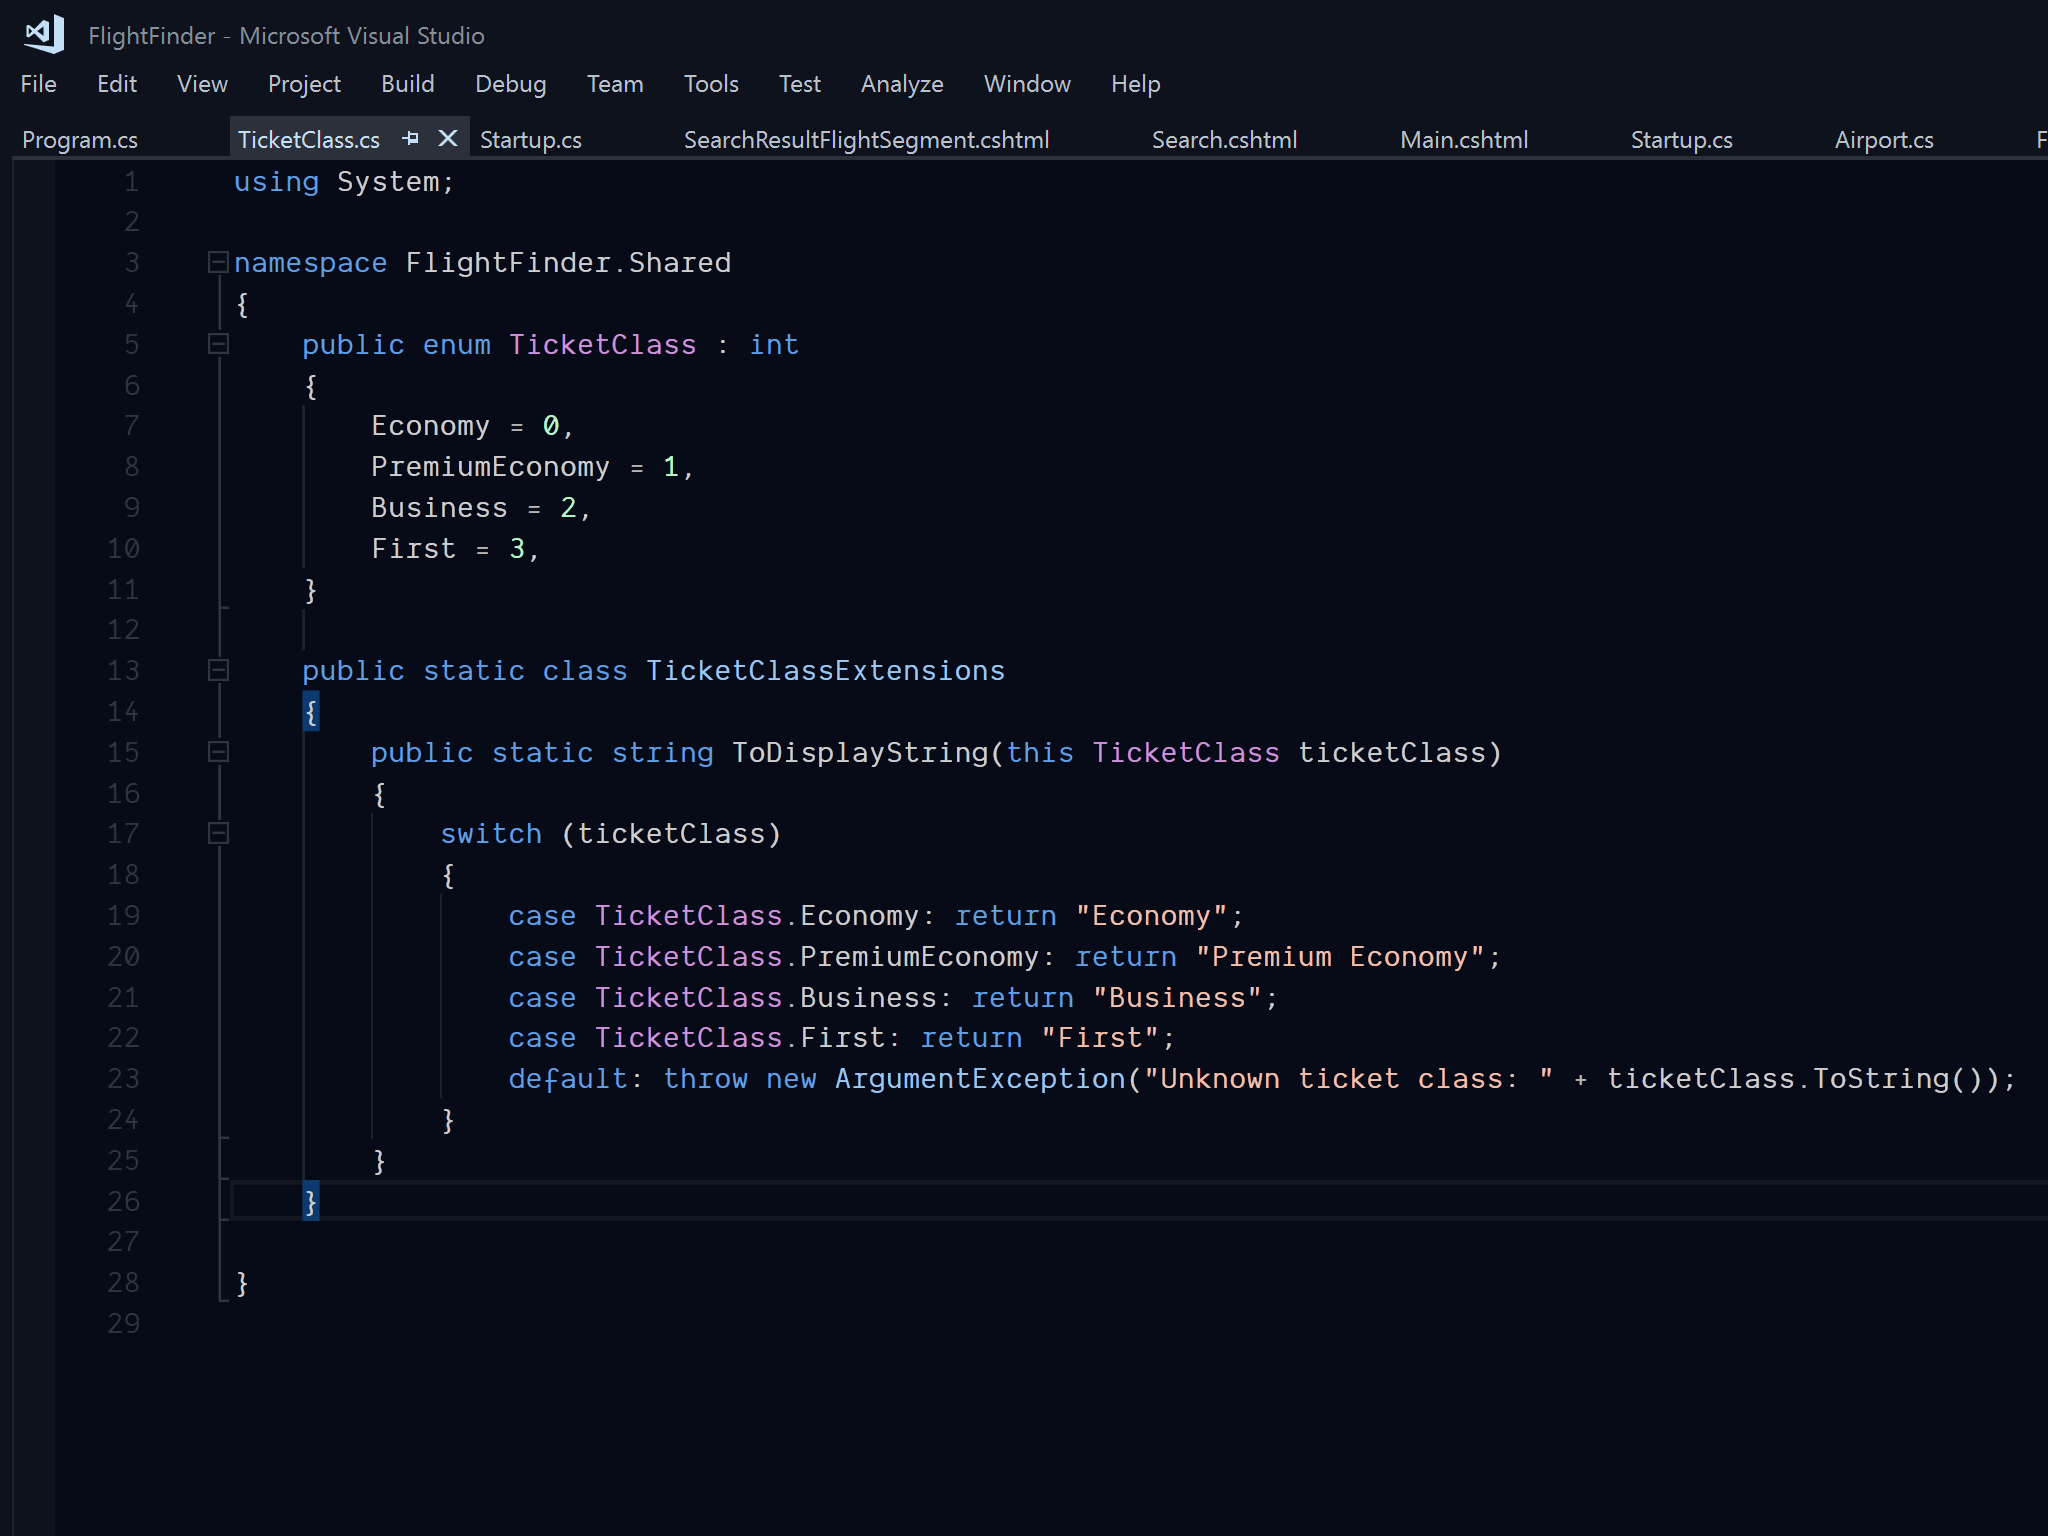 FlightFinder - Microsoft Visual Studio
File Edit View Project Build Debug Team Tools Test Analyze Window Help
Program.cs TicketClass.cs Startup.cs SearchResultFlightSegment.cshtml Search.cshtml Main.cshtml Startup.cs Airport.cs F
1 using System;
2
3 namespace FlightFinder.Shared
4 {
5 public enum TicketClass : int
6 {
7 Economy = 0,
8 PremiumEconomy = 1,
9 Business = 2,
10 First = 3,
11 }
12
13 public static class TicketClassExtensions
14 {
15 public static string ToDisplayString(this TicketClass ticketClass)
16 {
17 switch (ticketClass)
18 {
19 case TicketClass.Economy: return "Economy";
20 case TicketClass.PremiumEconomy: return "Premium Economy";
21 case TicketClass.Business: return "Business";
22 case TicketClass.First: return "First";
23 default: throw new ArgumentException("Unknown ticket class: " + ticketClass.ToString());
24 }
25 }
26 }
27
28 }
29